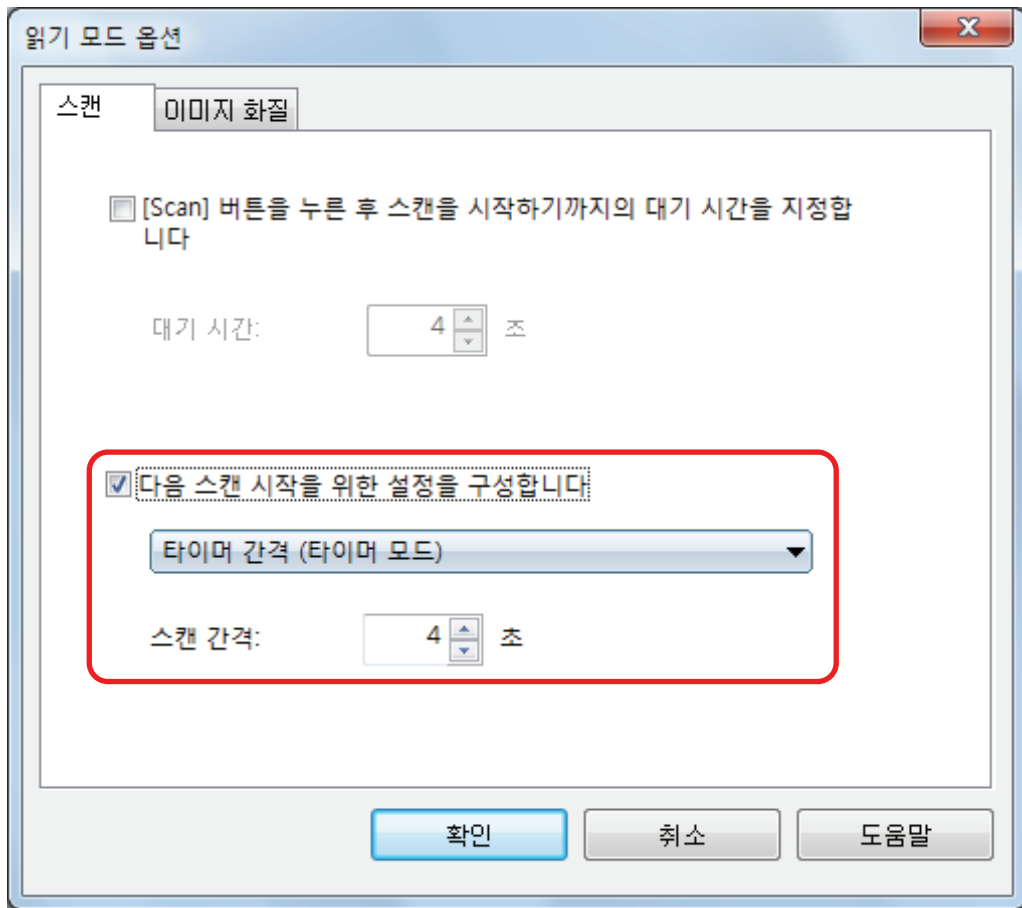 읽기 모드 옵션
스캔
이미지 화질
[Scan] 버튼을 누른 후 스캔을 시작하기까지의 대기 시간을 지정합
니다
대기 시간: 4 초
다음 스캔 시작을 위한 설정을 구성합니다
타이머 간격 (타이머 모드)
스캔 간격: 4 초
확인
취소
도움말